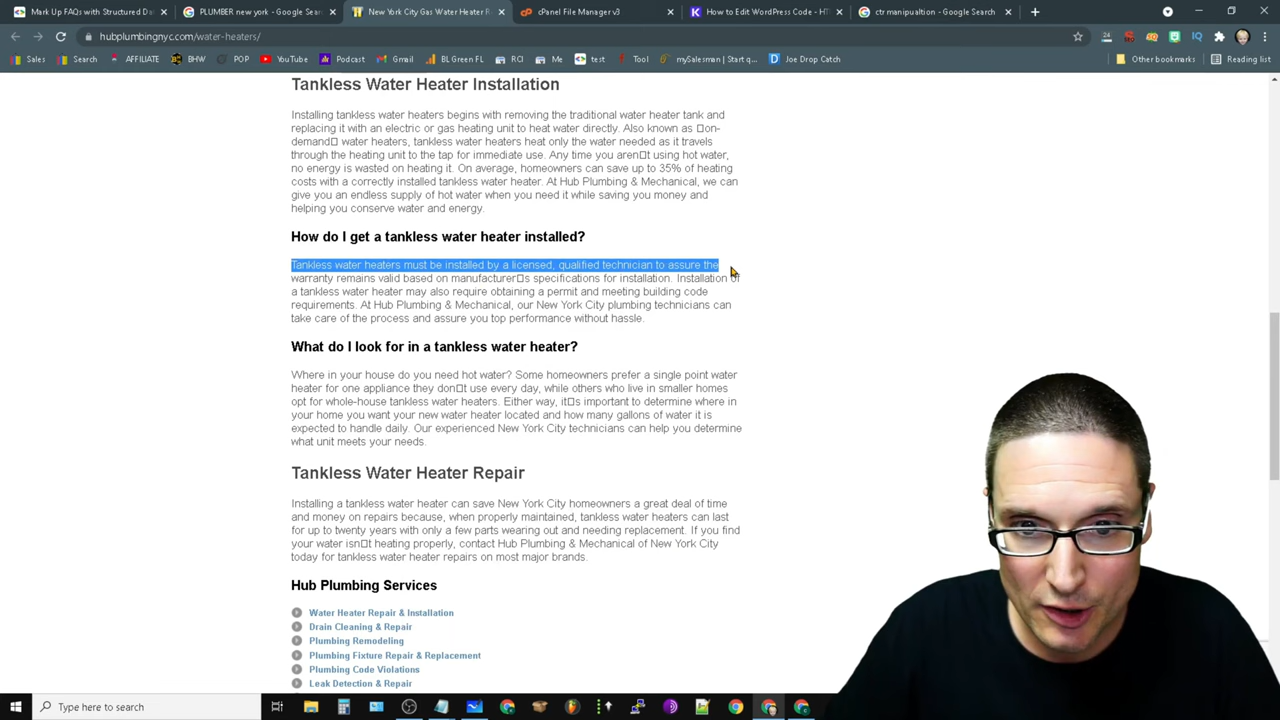 Mark Up FAQs with Structured Da
PLUMBER new york - Google Sear
New York City Gas Water Heater R
cPanel File Manager v3
How to Edit WordPress Code - HT
ctr manipualtion - Google Search
hubplumbingnyc.com/water-heaters/
Sales
Search
AFFILIATE
BHW
POP
YouTube
Podcast
Gmail
BL Green FL
RCI
Me
test
Tool
mySalesman | Start q...
Joe Drop Catch
Other bookmarks
Reading list
Tankless Water Heater Installation
Installing tankless water heaters begins with removing the traditional water heater tank and
replacing it with an electric or gas heating unit to heat water directly. Also known as □on-
demand□ water heaters, tankless water heaters heat only the water needed as it travels
through the heating unit to the tap for immediate use. Any time you aren□t using hot water,
no energy is wasted on heating it. On average, homeowners can save up to 35% of heating
costs with a correctly installed tankless water heater. At Hub Plumbing & Mechanical, we can
give you an endless supply of hot water when you need it while saving you money and
helping you conserve water and energy.
How do I get a tankless water heater installed?
Tankless water heaters must be installed by a licensed, qualified technician to assure the
warranty remains valid based on manufacturer□s specifications for installation. Installation of
a tankless water heater may also require obtaining a permit and meeting building code
requirements. At Hub Plumbing & Mechanical, our New York City plumbing technicians can
take care of the process and assure you top performance without hassle.
What do I look for in a tankless water heater?
Where in your house do you need hot water? Some homeowners prefer a single point water
heater for one appliance they don□t use every day, while others who live in smaller homes
opt for whole-house tankless water heaters. Either way, it□s important to determine where in
your home you want your new water heater located and how many gallons of water it is
expected to handle daily. Our experienced New York City technicians can help you determine
what unit meets your needs.
Tankless Water Heater Repair
Installing a tankless water heater can save New York City homeowners a great deal of time
and money on repairs because, when properly maintained, tankless water heaters can last
for up to twenty years with only a few parts wearing out and needing replacement. If you find
your water isn□t heating properly, contact Hub Plumbing & Mechanical of New York City
today for tankless water heater repairs on most major brands.
Hub Plumbing Services
Water Heater Repair & Installation
Drain Cleaning & Repair
Plumbing Remodeling
Plumbing Fixture Repair & Replacement
Plumbing Code Violations
Leak Detection & Repair
Type here to search